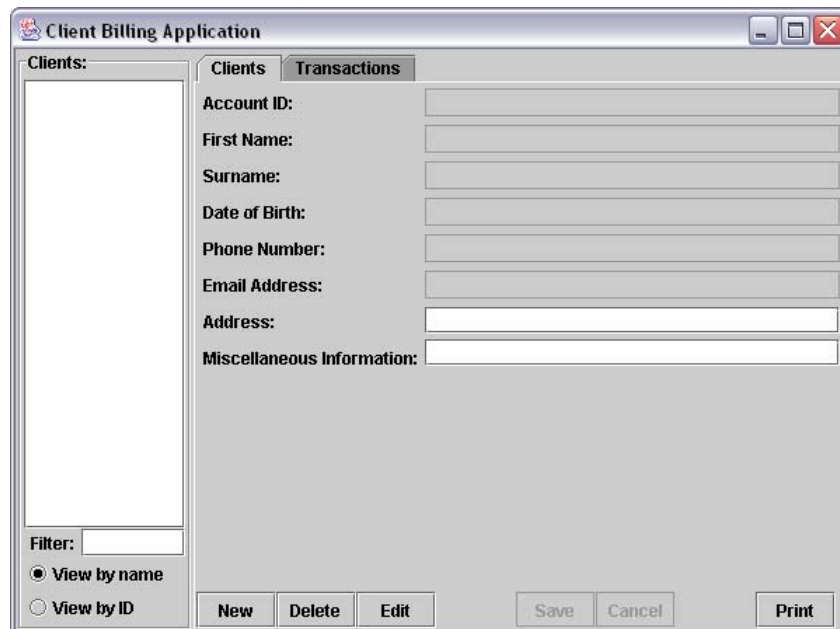 Client Billing Application
Clients:
Clients Transactions
Account ID:
First Name:
Surname:
Date of Birth:
Phone Number:
Email Address:
Address:
Miscellaneous Information:
Filter:
View by name
View by ID
New Delete Edit Save Cancel Print